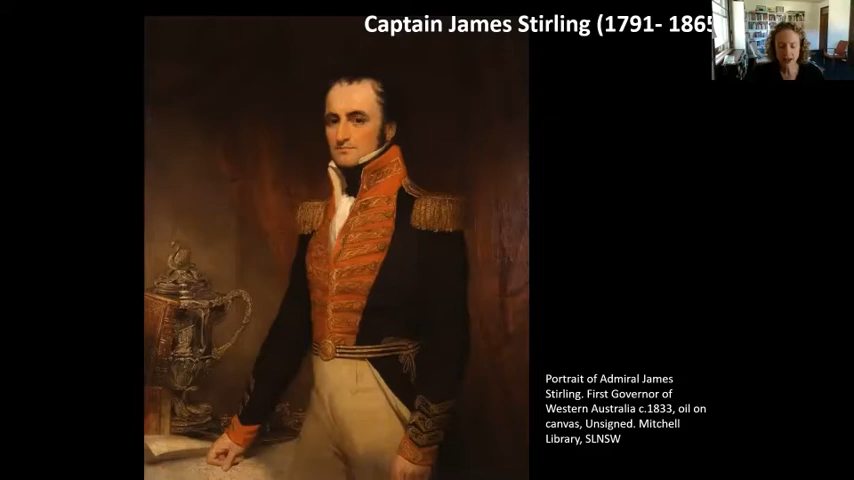 Captain James Stirling (1791- 1865
Portrait of Admiral James
Stirling. First Governor of
Western Australia c.1833, oil on
canvas, Unsigned. Mitchell
Library, SLNSW